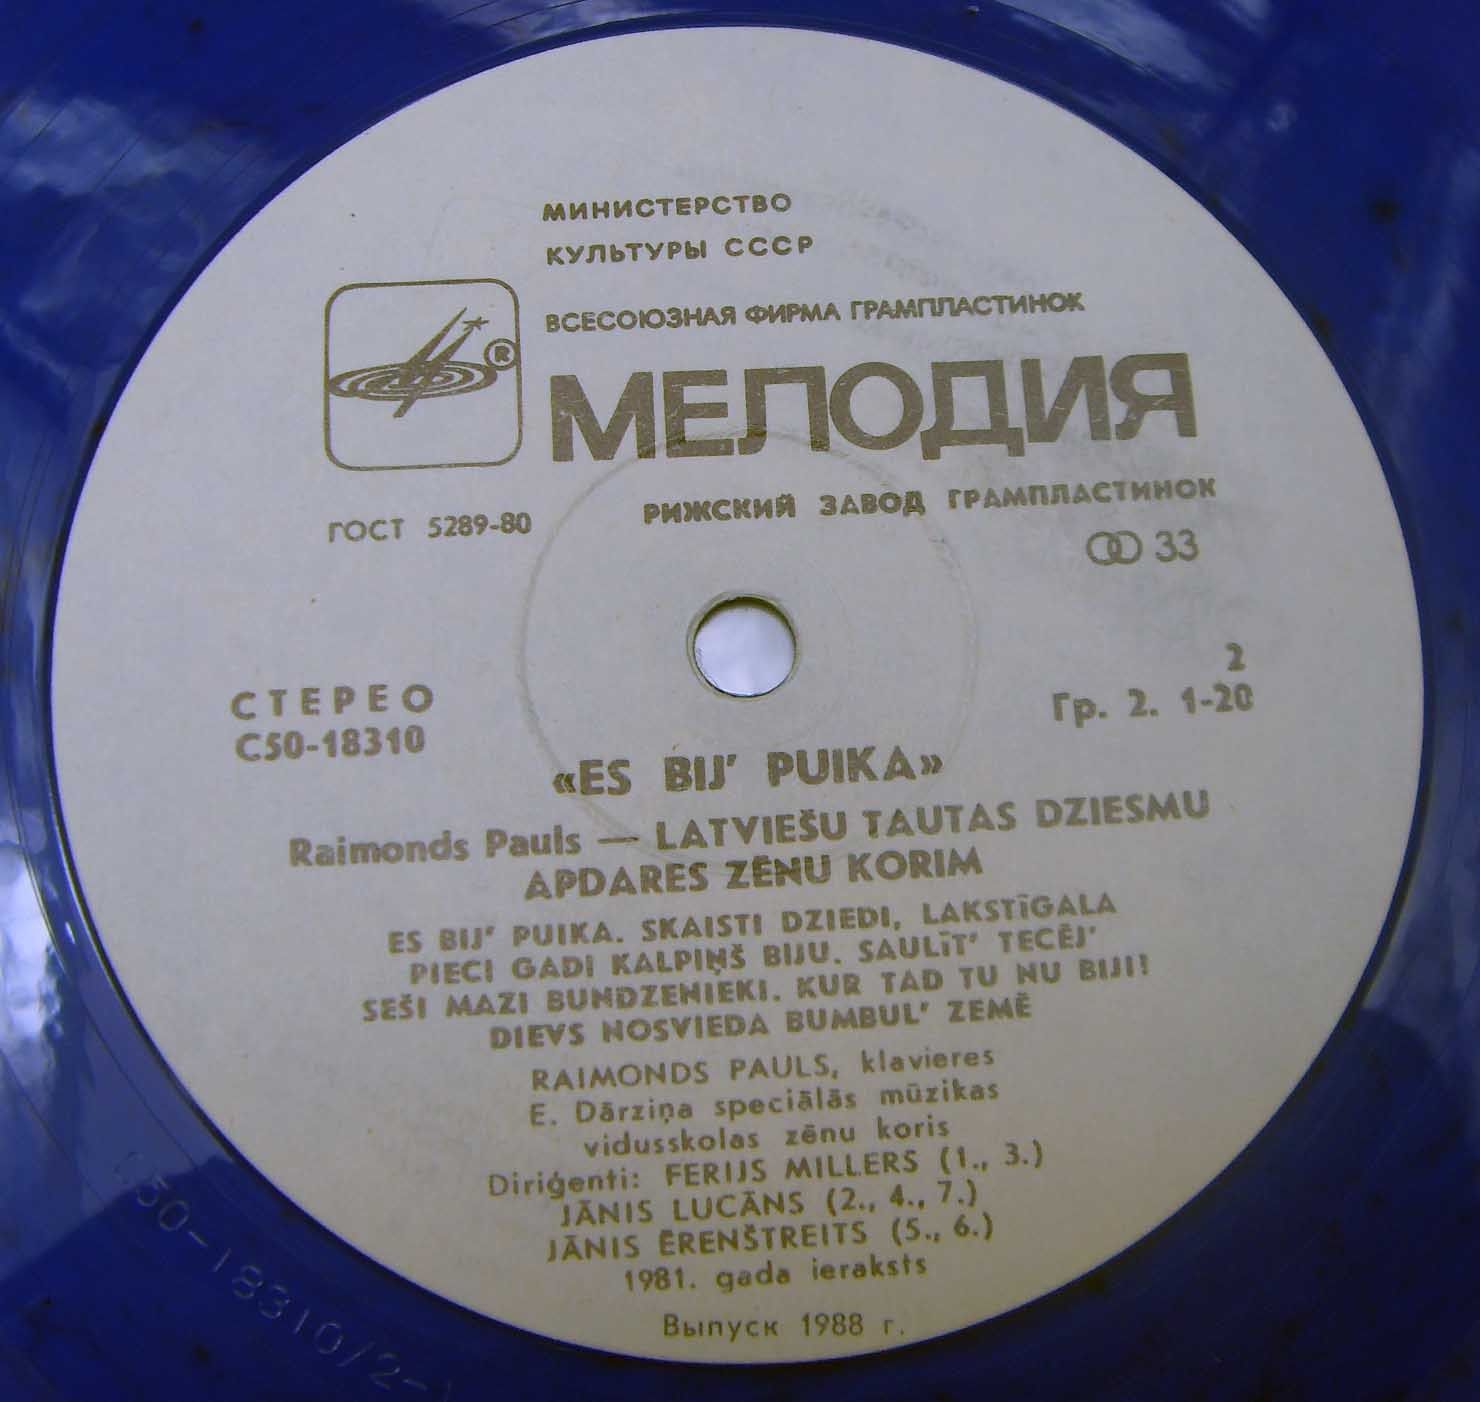 МИНИСТЕРСТВО
КУЛЬТУРЫ СССР
ВСЕСОЮЗНАЯ ФИРМА ГРАМПЛАСТИНОК
®
МЕЛОДИЯ
ГОСТ 5289-80
РИЖСКИЙ ЗАВОД ГРАМПЛАСТИНОК
33
СТЕРЕО
2
С50-18310
Гр. 2. 1-20
«ES BIJ’ PUIKA»
Raimonds Pauls — LATVIEŠU TAUTAS DZIESMU
APDARES ZĒNU KORIM
ES BIJ’ PUIKA. SKAISTI DZIEDI, LAKSTĪGALA
PIECI GADI KALPIŅŠ BIJU. SAULĪT’ TECĒJ’
SEŠI MAZI BUNDZENIEKI. KUR TAD TU NU BIJI!
DIEVS NOSVIEDA BUMBUL’ ZEMĒ
RAIMONDS PAULS, klavieres
E. Dārziņa speciālās mūzikas
vidusskolas zēnu koris
Diriģenti: FERIJS MILLERS (1., 3.)
JĀNIS LUCĀNS (2., 4., 7.)
JĀNIS ĒRENŠTREITS (5., 6.)
1981. gada ieraksts
Выпуск 1988 г.
50-18310/2-